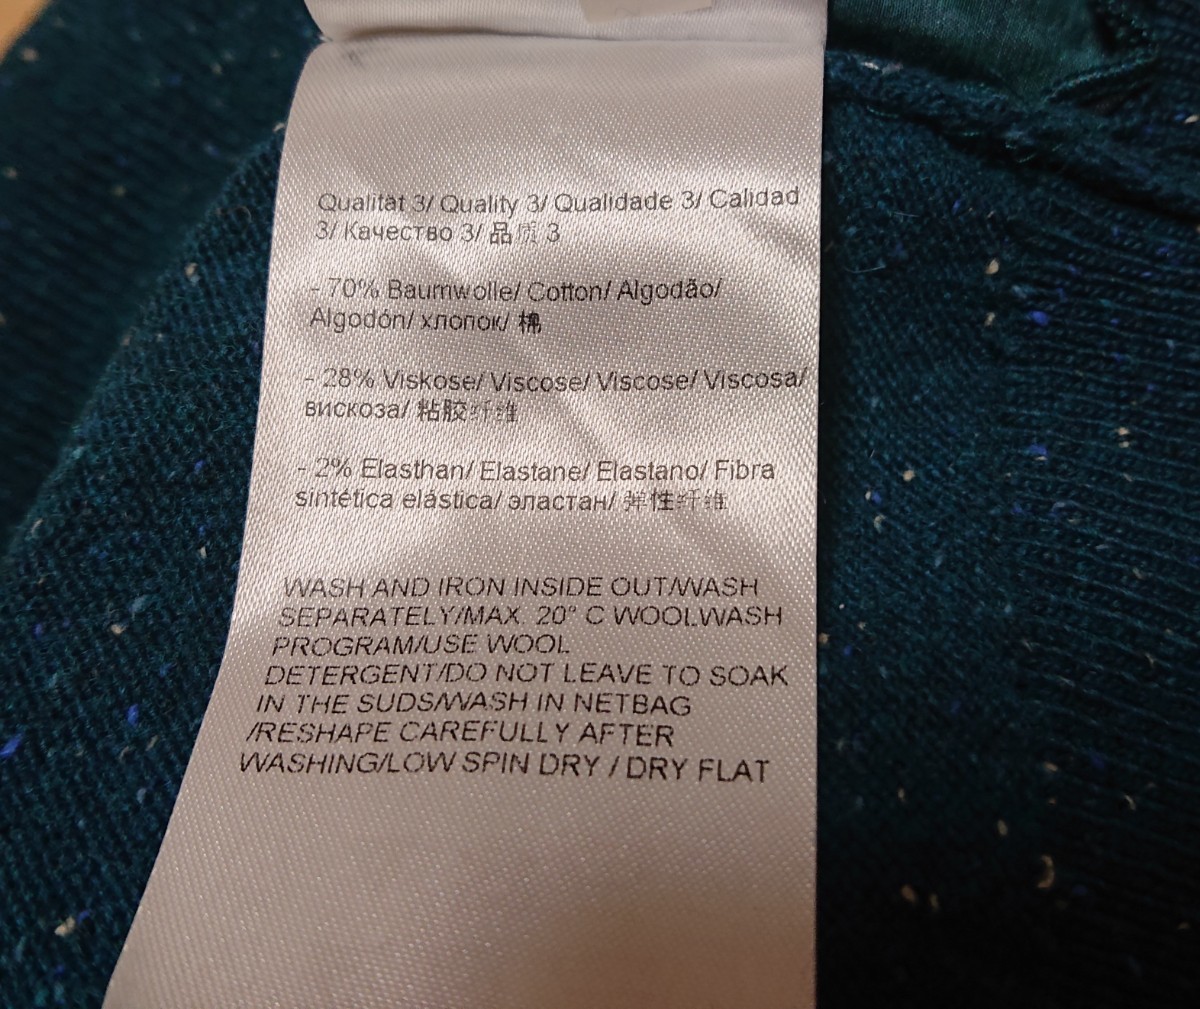 Qualität 3/ Quality 3/ Qualidade 3/ Calidad
3/ Качество 3/ 品质 3
- 70% Baumwolle/ Cotton/ Algodão/
Algodón/ хлопок/ 棉
- 28% Viskose/ Viscose/ Viscose/ Viscosa/
вискоза/ 粘胶纤维
- 2% Elasthan/ Elastane/ Elastano/ Fibra
sintética elástica/ эластан/ 弹性纤维
WASH AND IRON INSIDE OUT/WASH
SEPARATELY/MAX. 20° C WOOLWASH
PROGRAM/USE WOOL
DETERGENT/DO NOT LEAVE TO SOAK
IN THE SUDS/WASH IN NETBAG
/RESHAPE CAREFULLY AFTER
WASHING/LOW SPIN DRY / DRY FLAT